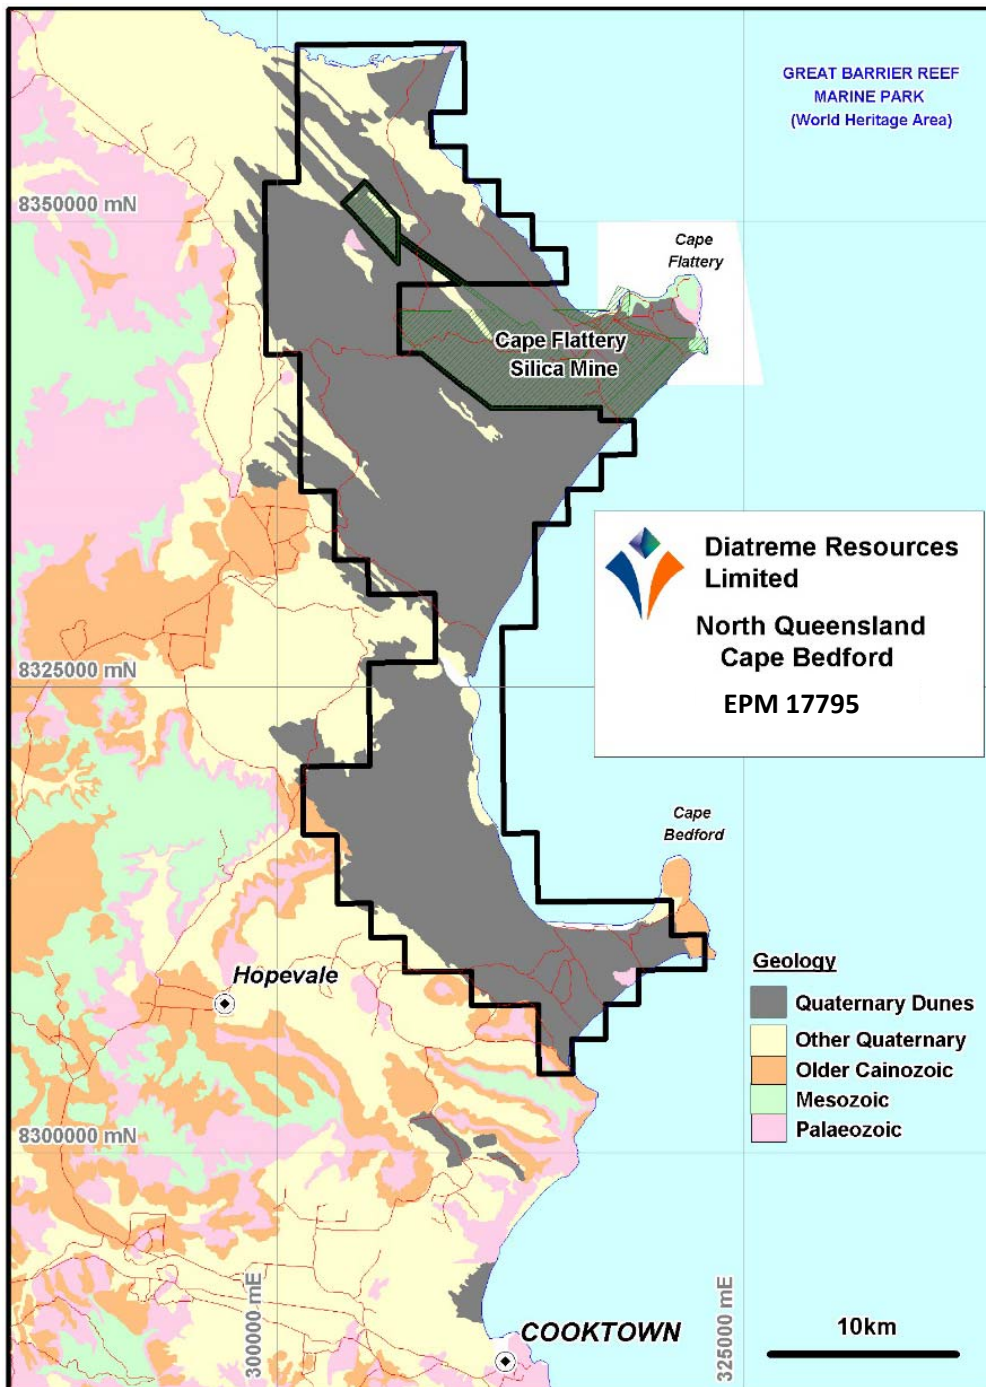 GREAT BARRIER REEF
MARINE PARK
(World Heritage Area)
8350000 mN
Cape
Flattery
Cape Flattery
Silica Mine
Diatreme Resources
Limited
North Queensland
Cape Bedford
EPM 17795
8325000 mN
Cape
Bedford
Hopevale
Geology
Quaternary Dunes
Other Quaternary
Older Cainozoic
Mesozoic
Palaeozoic
8300000 mN
300000 mE
325000 mE
COOKTOWN
10km